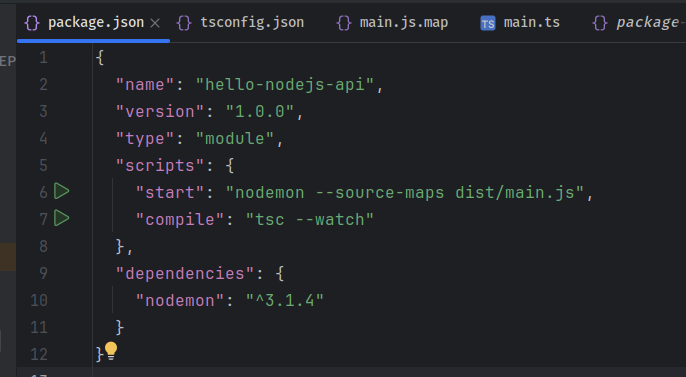 package.json
tsconfig.json
main.js.map
TS main.ts
package
EP
1 {
2 "name": "hello-nodejs-api",
3 "version": "1.0.0",
4 "type": "module",
5 "scripts": {
6 "start": "nodemon --source-maps dist/main.js",
7 "compile": "tsc --watch"
8 },
9 "dependencies": {
10 "nodemon": "^3.1.4"
11 }
12 }